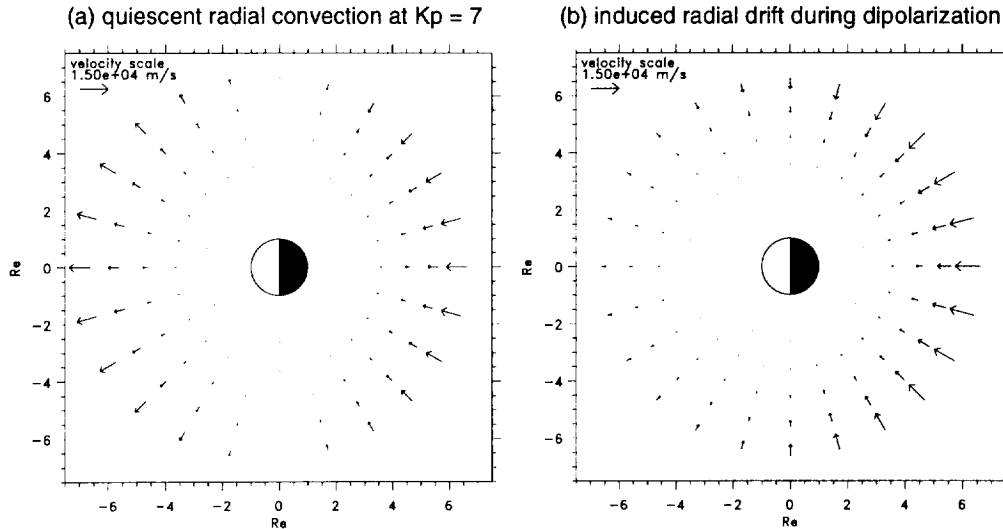 (a) quiescent radial convection at Kp = 7
velocity scale
1.50e+04 m/s
6
4
2
0
−2
−4
−6
Re
−6 −4 −2 0 2 4 6
Re
(b) induced radial drift during dipolarization
velocity scale
1.50e+04 m/s
6
4
2
0
−2
−4
−6
Re
−6 −4 −2 0 2 4 6
Re